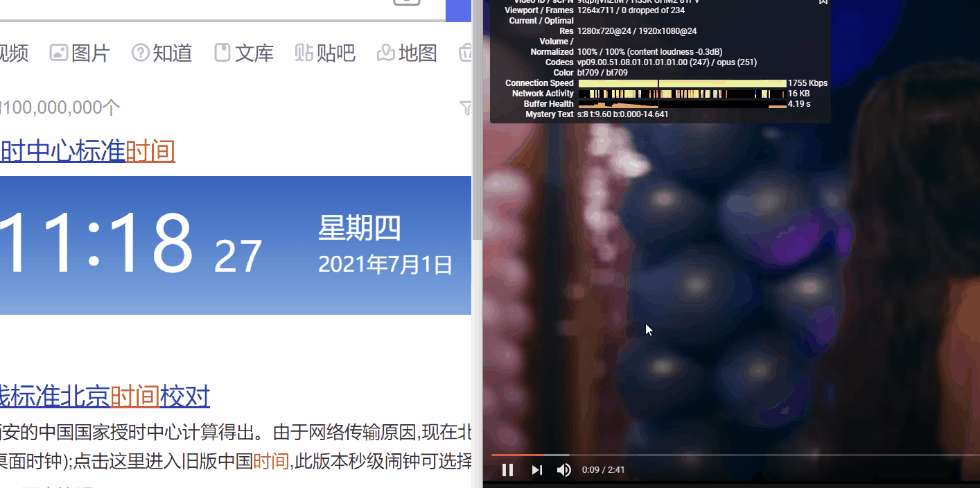 视频 图片 知道 文库 贴吧 地图
100,000,000个
时中心标准时间
11:18 27
星期四
2021年7月1日
线标准北京时间校对
西安的中国国家授时中心计算得出。由于网络传输原因,现在北
桌面时钟);点击这里进入旧版中国时间,此版本秒级闹钟可选择
Viewport / Frames 1264x711 / 0 dropped of 234
Current / Optimal
Res 1280x720@24 / 1920x1080@24
Volume /
Normalized 100% / 100% (content loudness -0.3dB)
Codecs vp09.00.51.08.01.01.01.01.00 (247) / opus (251)
Color bt709 / bt709
Connection Speed 1755 Kbps
Network Activity 16 KB
Buffer Health 4.19 s
Mystery Text s:8 t:9.60 b:0.000-14.641
0:09 / 2:41